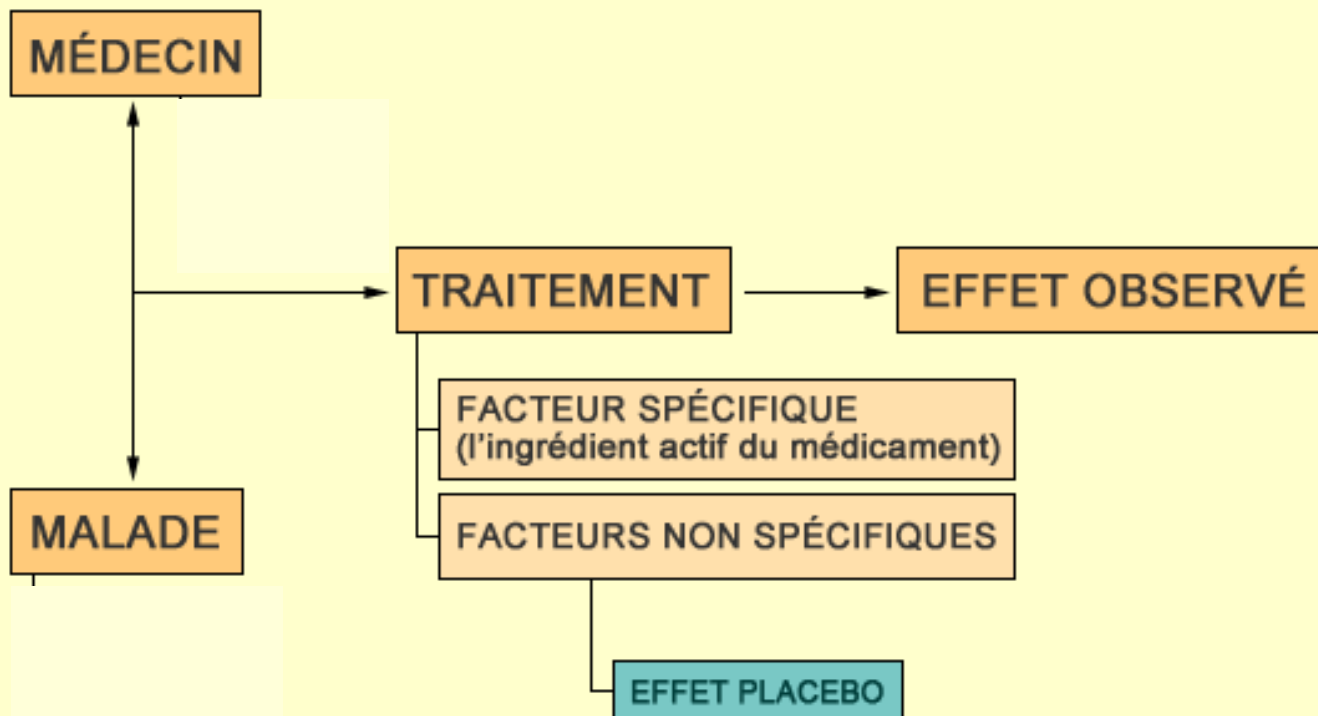 MÉDECIN
TRAITEMENT
EFFET OBSERVÉ
FACTEUR SPÉCIFIQUE
(l'ingrédient actif du médicament)
MALADE
FACTEURS NON SPÉCIFIQUES
EFFET PLACEBO